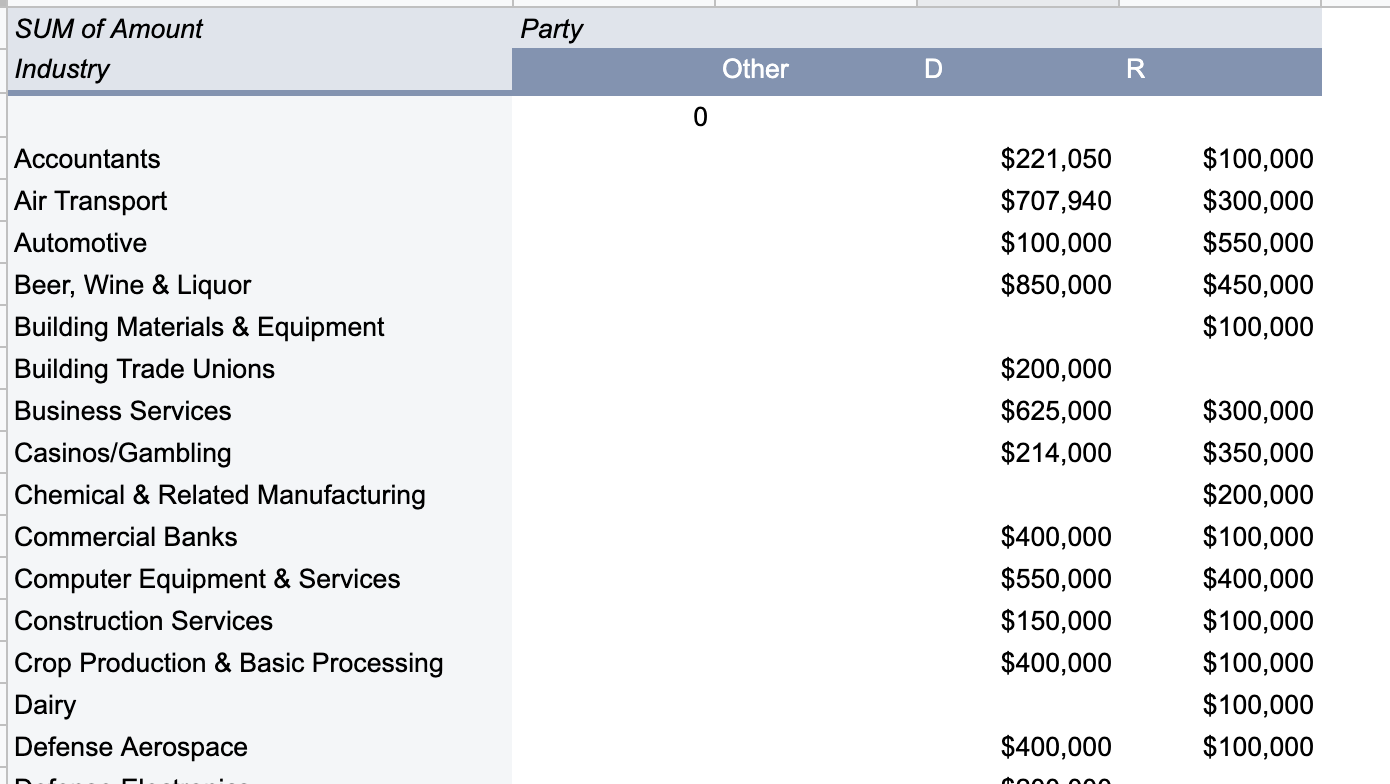 SUM of Amount Party
Industry Other D R
0
Accountants $221,050 $100,000
Air Transport $707,940 $300,000
Automotive $100,000 $550,000
Beer, Wine & Liquor $850,000 $450,000
Building Materials & Equipment $100,000
Building Trade Unions $200,000
Business Services $625,000 $300,000
Casinos/Gambling $214,000 $350,000
Chemical & Related Manufacturing $200,000
Commercial Banks $400,000 $100,000
Computer Equipment & Services $550,000 $400,000
Construction Services $150,000 $100,000
Crop Production & Basic Processing $400,000 $100,000
Dairy $100,000
Defense Aerospace $400,000 $100,000